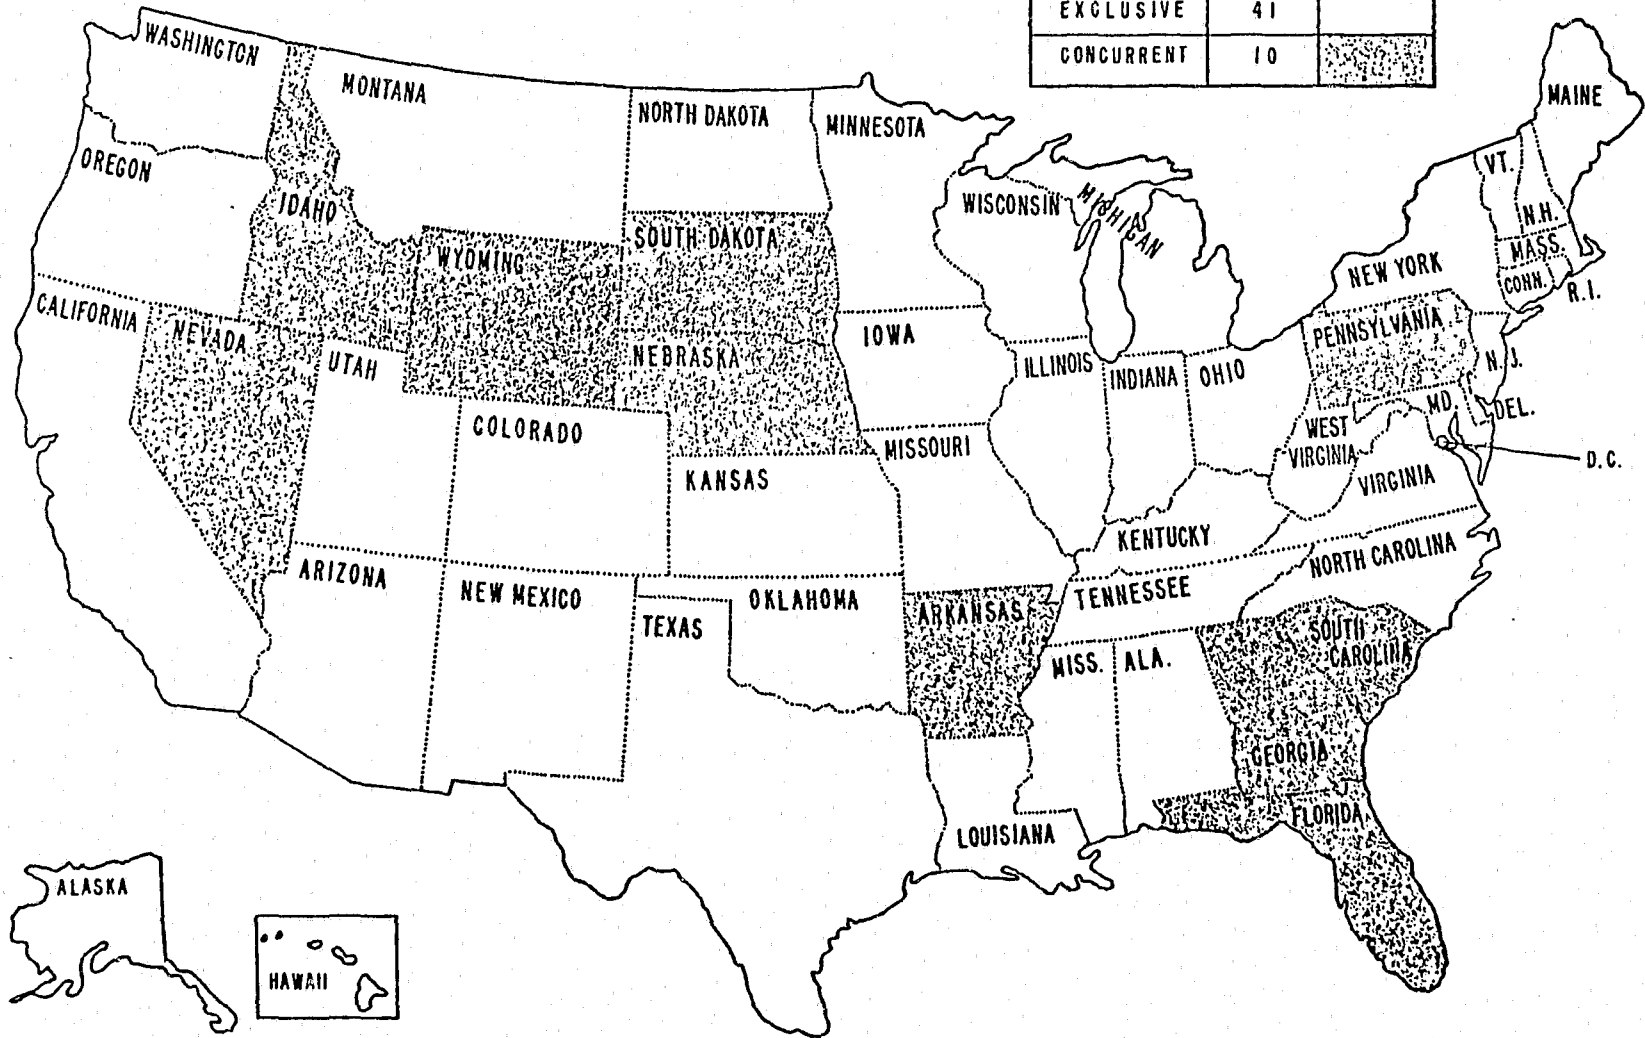 EXCLUSIVE 41
CONCURRENT 10
WASHINGTON
MONTANA
NORTH DAKOTA
MINNESOTA
MAINE
OREGON
VT.
IDAHO
WISCONSIN
MICHIGAN
N.H.
SOUTH DAKOTA
MASS.
WYOMING
NEW YORK
CONN.
R.I.
CALIFORNIA
NEVADA
IOWA
PENNSYLVANIA
NEBRASKA
UTAH
ILLINOIS
INDIANA
OHIO
N.J.
MD.
DEL.
COLORADO
WEST
VIRGINIA
MISSOURI
D.C.
KANSAS
VIRGINIA
KENTUCKY
NORTH CAROLINA
ARIZONA
NEW MEXICO
OKLAHOMA
TENNESSEE
TEXAS
ARKANSAS
SOUTH
CAROLINA
MISS.
ALA.
GEORGIA
FLORIDA
LOUISIANA
ALASKA
HAWAII